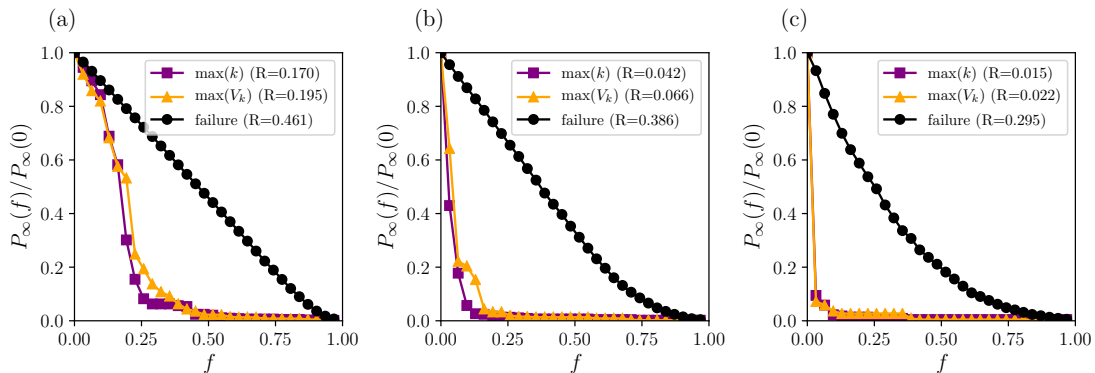 (a)
P∞(f)/P∞(0)
1.0
0.8
0.6
0.4
0.2
0.0
max(k) (R=0.170)
max(Vk) (R=0.195)
failure (R=0.461)
0.00 0.25 0.50 0.75 1.00
f
(b)
P∞(f)/P∞(0)
1.0
0.8
0.6
0.4
0.2
0.0
max(k) (R=0.042)
max(Vk) (R=0.066)
failure (R=0.386)
0.00 0.25 0.50 0.75 1.00
f
(c)
P∞(f)/P∞(0)
1.0
0.8
0.6
0.4
0.2
0.0
max(k) (R=0.015)
max(Vk) (R=0.022)
failure (R=0.295)
0.00 0.25 0.50 0.75 1.00
f